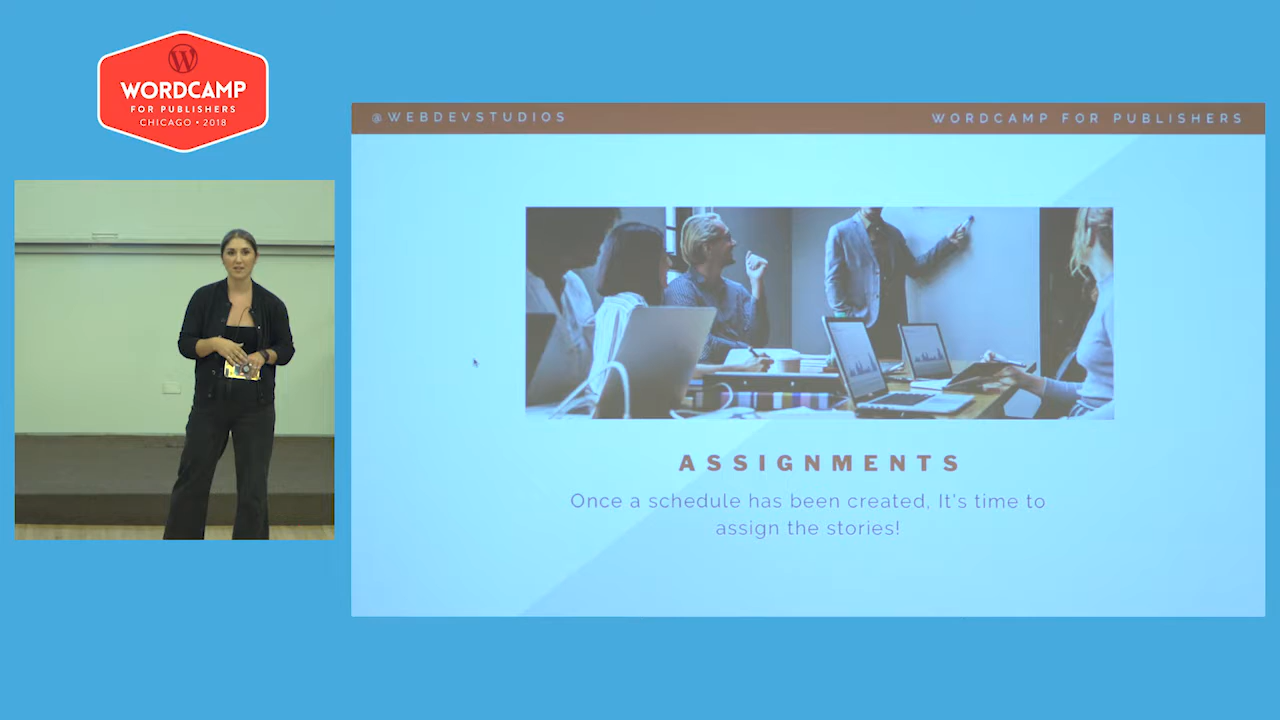 WORDCAMP
FOR PUBLISHERS
CHICAGO • 2018
@WEBDEVSTUDIOS
WORDCAMP FOR PUBLISHERS
ASSIGNMENTS
Once a schedule has been created, It's time to
assign the stories!